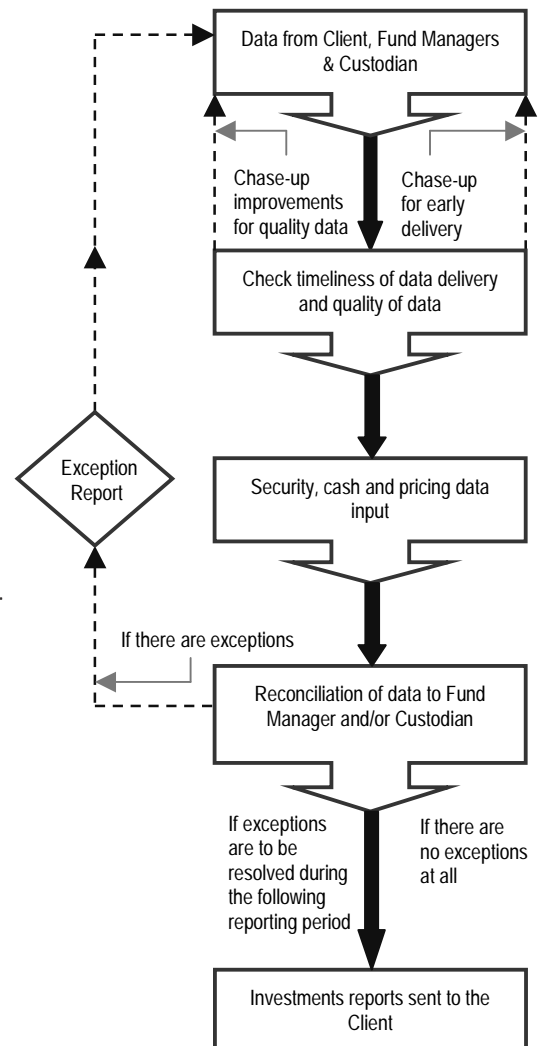 Data from Client, Fund Managers
& Custodian
Chase-up
improvements
for quality data
Chase-up
for early
delivery
Check timeliness of data delivery
and quality of data
Exception
Report
Security, cash and pricing data
input
If there are exceptions
Reconciliation of data to Fund
Manager and/or Custodian
If exceptions
are to be
resolved during
the following
reporting period
If there are
no exceptions
at all
Investments reports sent to the
Client